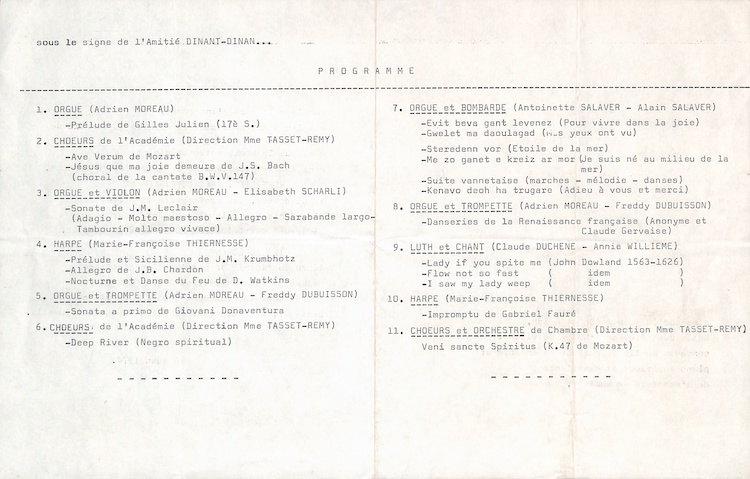 sous le signe de l'Amitié DINANT-DINAN...
PROGRAMME
1. ORGUE (Adrien MOREAU)
-Prélude de Gilles Julien (17è S.)
2. CHOEURS de l'Académie (Direction Mme TASSET-REMY)
-Ave Verum de Mozart
-Jésus que ma joie demeure de J.S. Bach
(choral de la cantate B.W.V.147)
3. ORGUE et VIOLON (Adrien MOREAU - Elisabeth SCHARLI)
-Sonate de J.M. Leclair
(Adagio - Molto maestoso - Allegro - Sarabande largo-
Tambourin allegro vivace)
4. HARPE (Marie-Françoise THIERNESSE)
-Prélude et Sicilienne de J.M. Krumbhotz
-Allegro de J.B. Chardon
-Nocturne et Danse du Feu de D. Watkins
5. ORGUE et TROMPETTE (Adrien MOREAU - Freddy DUBUISSON)
-Sonata a primo de Giovani Donaventura
6. CHOEURS de l'Académie (Direction Mme TASSET-REMY)
-Deep River (Negro spiritual)
7. ORGUE et BOMBARDE (Antoinette SALAVER - Alain SALAVER)
-Evit beva gant levenez (Pour vivre dans la joie)
-Gwelet ma daoulagad (mes yeux ont vu)
-Steredenn vor (Etoile de la mer)
-Me zo ganet e kreiz ar mor (Je suis né au milieu de la
mer)
-Suite vannetaise (marches - mélodie - danses)
-Kenavo deoh ha trugare (Adieu à vous et merci)
8. ORGUE et TROMPETTE (Adrien MOREAU - Freddy DUBUISSON)
-Danseries de la Renaissance française (Anonyme et
Claude Gervaise)
9. LUTH et CHANT (Claude DUCHENE - Annie WILLIEME)
-Lady if you spite me (John Dowland 1563-1626)
-Flow not so fast ( idem )
-I saw my lady weep ( idem )
10. HARPE (Marie-Françoise THIERNESSE)
-Impromptu de Gabriel Fauré
11. CHOEURS et ORCHESTRE de Chambre (Direction Mme TASSET-REMY)
Veni sancte Spiritus (K.47 de Mozart)